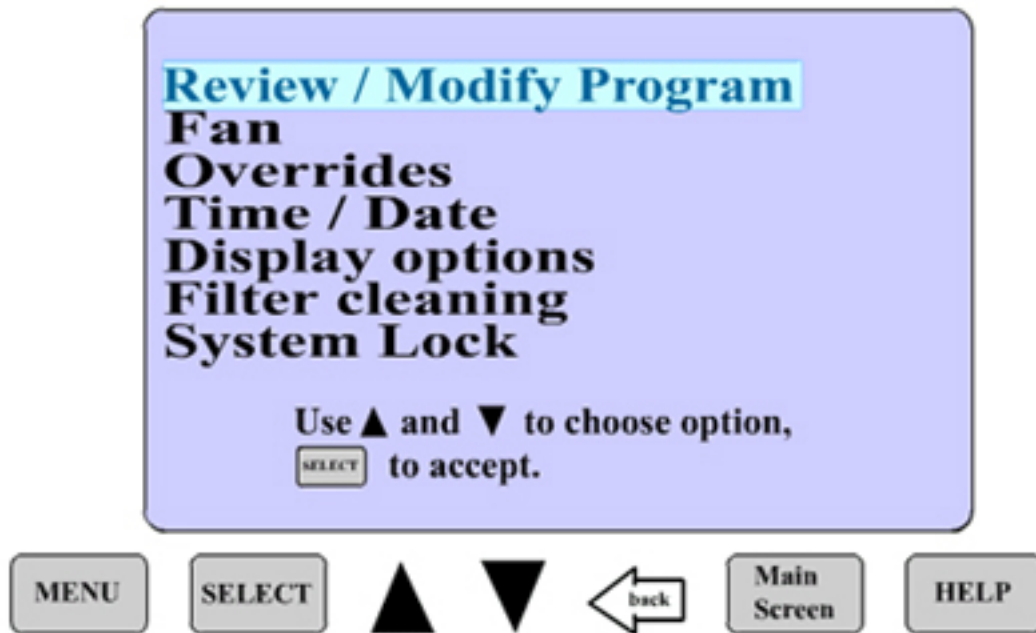 Review / Modify Program
Fan
Overrides
Time / Date
Display options
Filter cleaning
System Lock
Use ▲ and ▼ to choose option,
SELECT to accept.
MENU
SELECT
back
Main
Screen
HELP